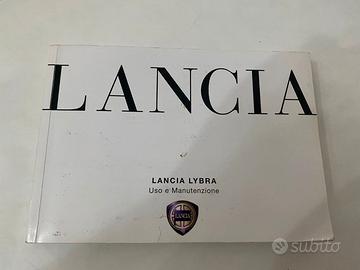 LANCIA
LANCIA LYBRA
Uso e Manutenzione
LANCIA
subito